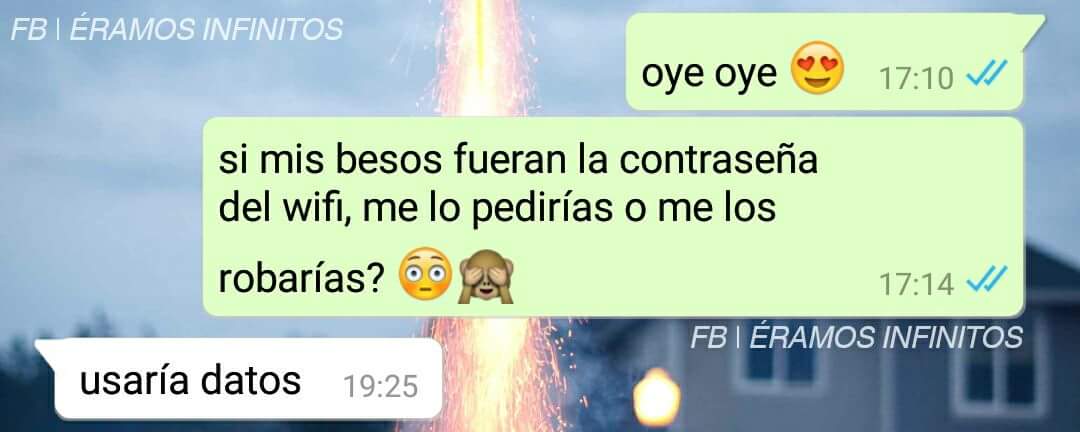 FB | ÉRAMOS INFINITOS
oye oye 😍 17:10
si mis besos fueran la contraseña
del wifi, me lo pedirías o me los
robarías? 😳🙈 17:14
FB | ÉRAMOS INFINITOS
usaría datos 19:25